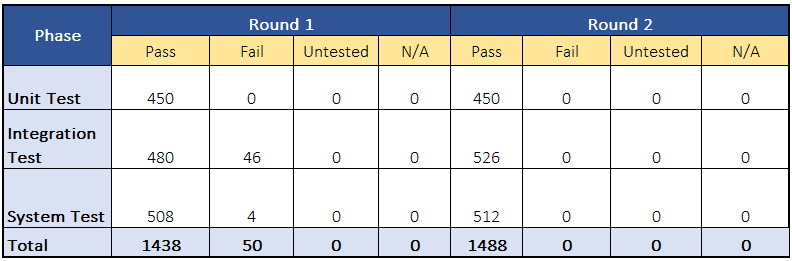 Phase Round 1 Round 2
Pass Fail Untested N/A Pass Fail Untested N/A
Unit Test 450 0 0 0 450 0 0 0
Integration
Test 480 46 0 0 526 0 0 0
System Test 508 4 0 0 512 0 0 0
Total 1438 50 0 0 1488 0 0 0